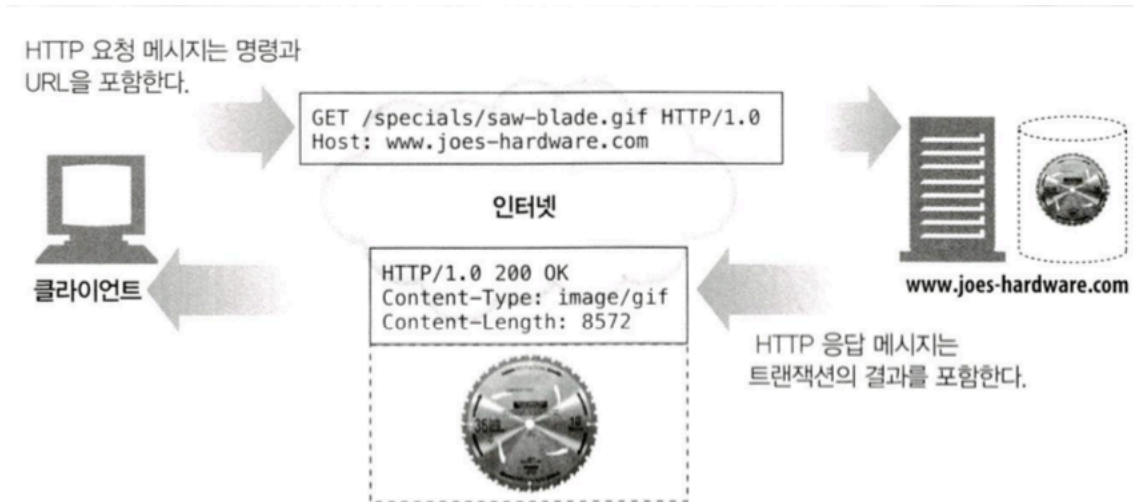 HTTP 요청 메시지는 명령과
URL을 포함한다.
GET /specials/saw-blade.gif HTTP/1.0
Host: www.joes-hardware.com
인터넷
클라이언트
www.joes-hardware.com
HTTP/1.0 200 OK
Content-Type: image/gif
Content-Length: 8572
HTTP 응답 메시지는
트랜잭션의 결과를 포함한다.